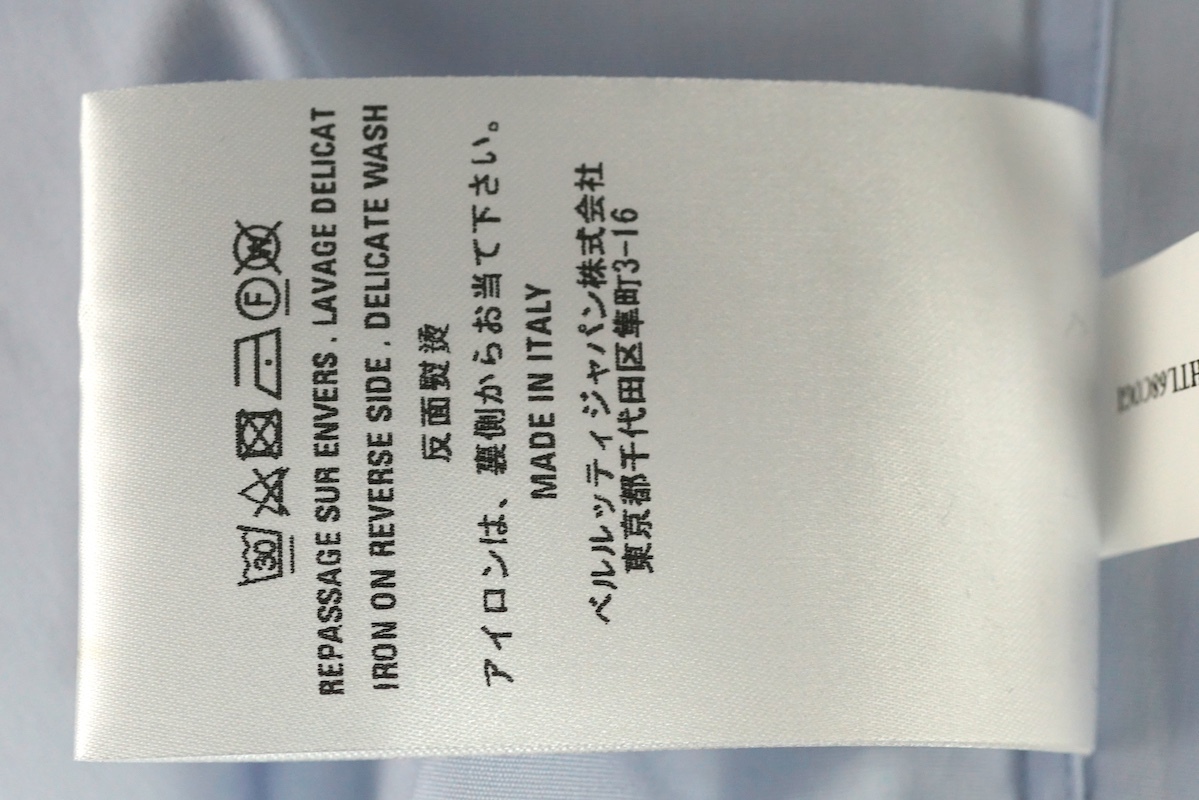 30 F W
REPASSAGE SUR ENVERS . LAVAGE DELICAT
IRON ON REVERSE SIDE . DELICATE WASH
反面熨烫
アイロンは、裏側からお当て下さい。
MADE IN ITALY
ベルルッティ ジャパン株式会社
東京都千代田区隼町3-16